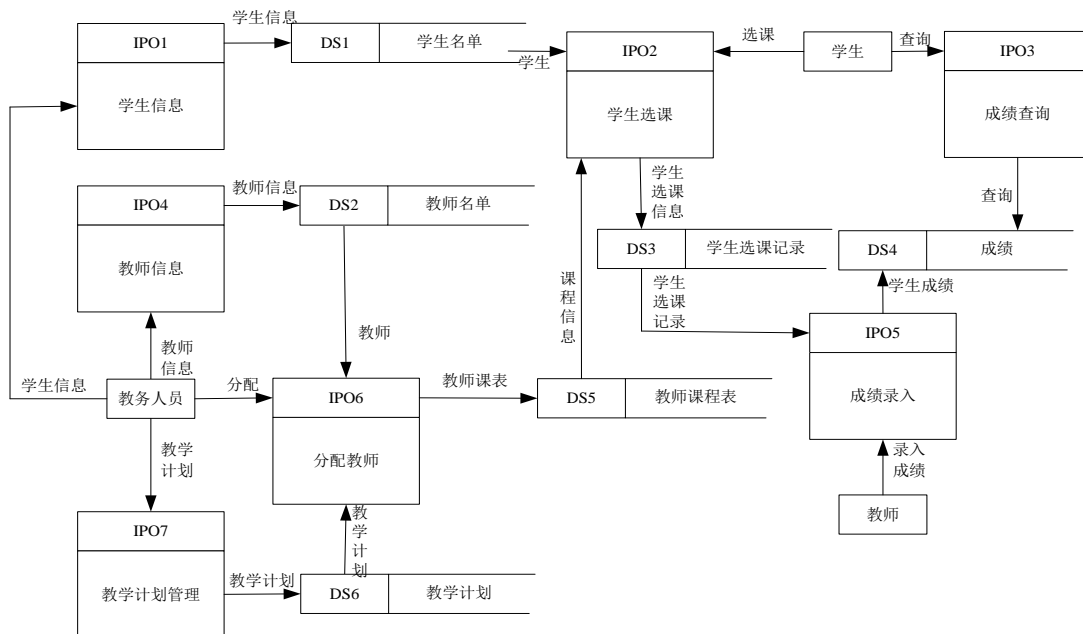 学生信息
IPO1
学生信息
DS1
学生名单
学生
IPO2
学生选课
选课
学生
查询
IPO3
成绩查询
学生
选课
信息
查询
IPO4
教师信息
教师信息
DS2
教师名单
DS3
学生选课记录
DS4
成绩
学生
选课
记录
学生成绩
课
程
信
息
IPO5
成绩录入
教师
教师
信息
学生信息
教务人员
分配
IPO6
分配教师
教师课表
DS5
教师课程表
录入
成绩
教师
教学
计划
IPO7
教学计划管理
教学计划
教
学
计
划
DS6
教学计划